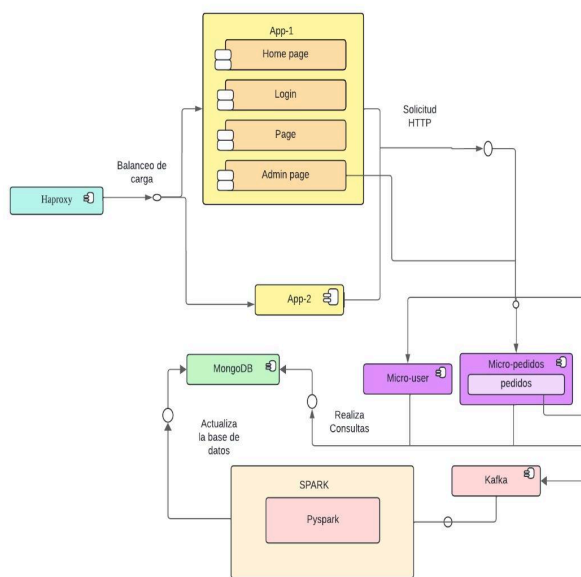 App-1
Home page
Login
Page
Admin page
Solicitud
HTTP
Balanceo de
carga
Haproxy
App-2
MongoDB
Micro-user
Micro-pedidos
pedidos
Actualiza
la base de
datos
Realiza
Consultas
SPARK
Pyspark
Kafka